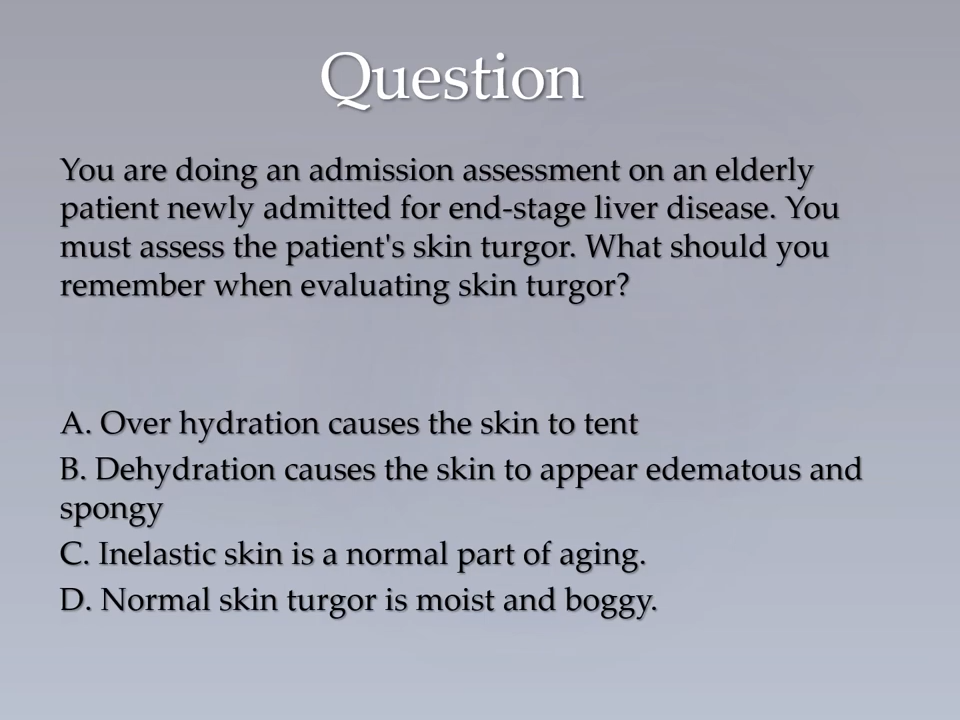 Question
You are doing an admission assessment on an elderly
patient newly admitted for end-stage liver disease. You
must assess the patient's skin turgor. What should you
remember when evaluating skin turgor?
A. Over hydration causes the skin to tent
B. Dehydration causes the skin to appear edematous and
spongy
C. Inelastic skin is a normal part of aging.
D. Normal skin turgor is moist and boggy.